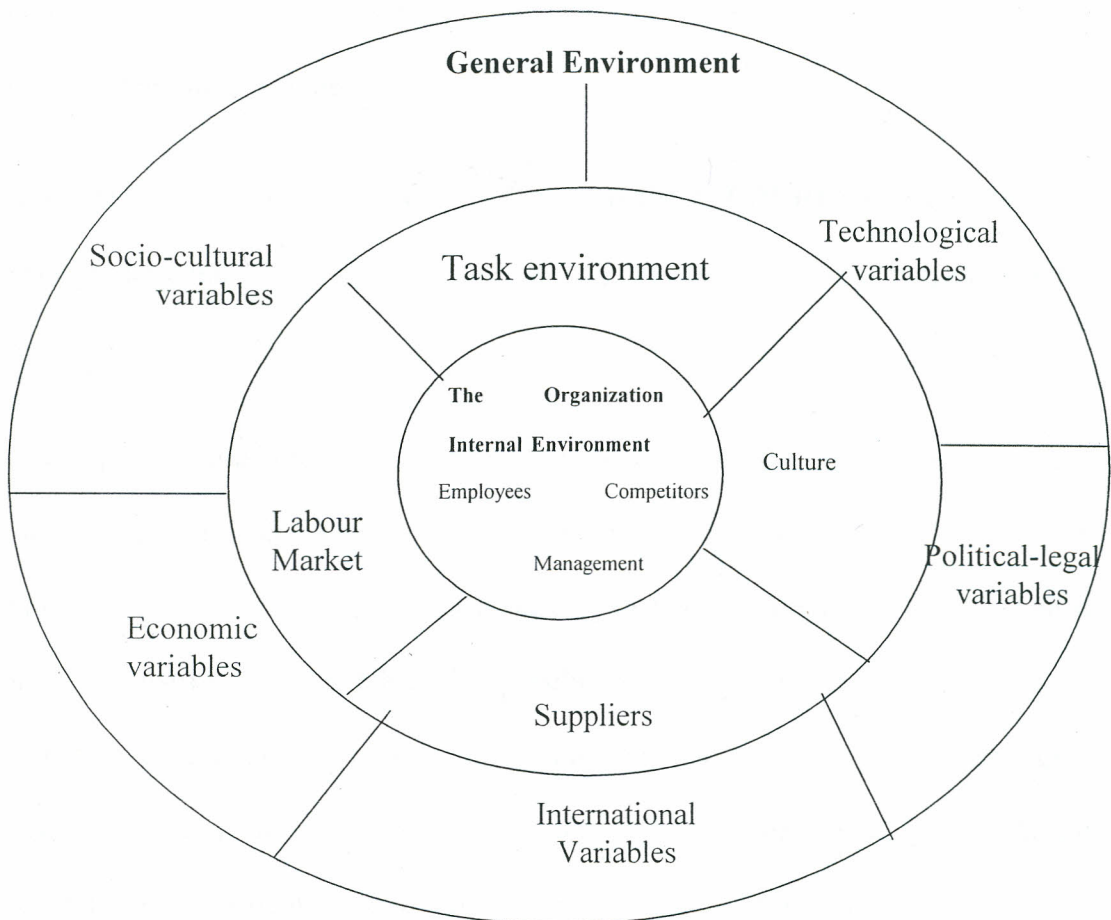 General Environment
Socio-cultural
variables
Technological
variables
Task environment
The Organization
Internal Environment
Employees Competitors
Management
Culture
Labour
Market
Political-legal
variables
Economic
variables
Suppliers
International
Variables